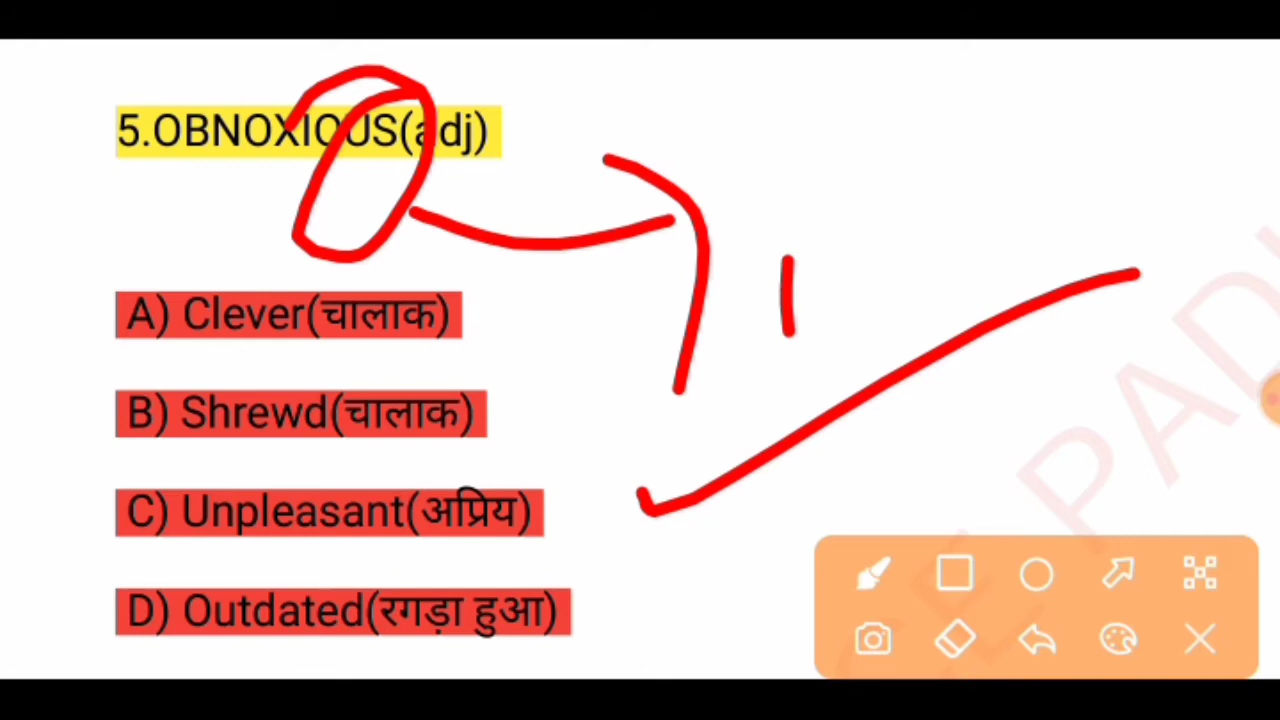 5.OBNOXIOUS(adj)
A) Clever(चालाक)
B) Shrewd(चालाक)
C) Unpleasant(अप्रिय)
D) Outdated(रगड़ा हुआ)